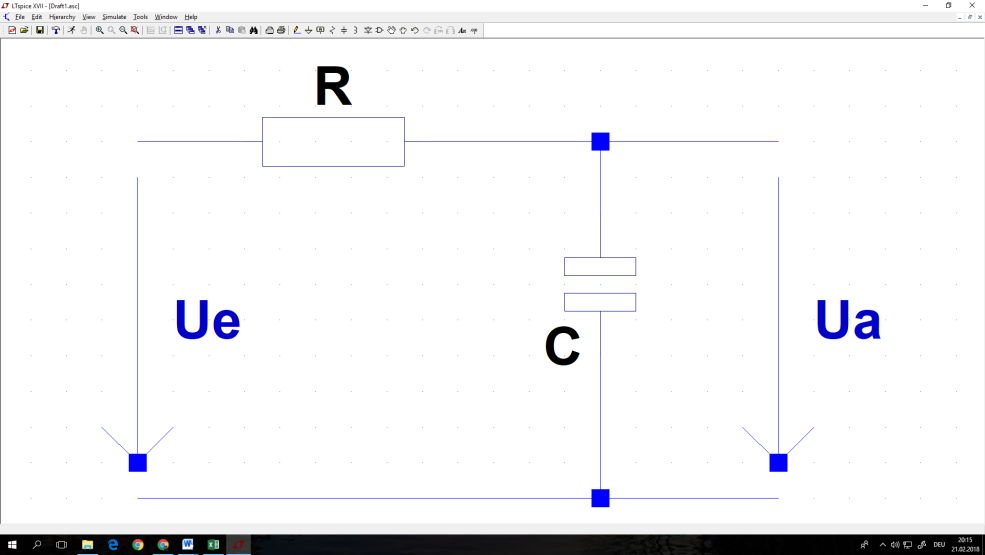 LTspice XVII - [Draft1.asc]
File Edit Hierarchy View Simulate Tools Window Help
R
Ue
C
Ua
DEU
20:15
21.02.2018